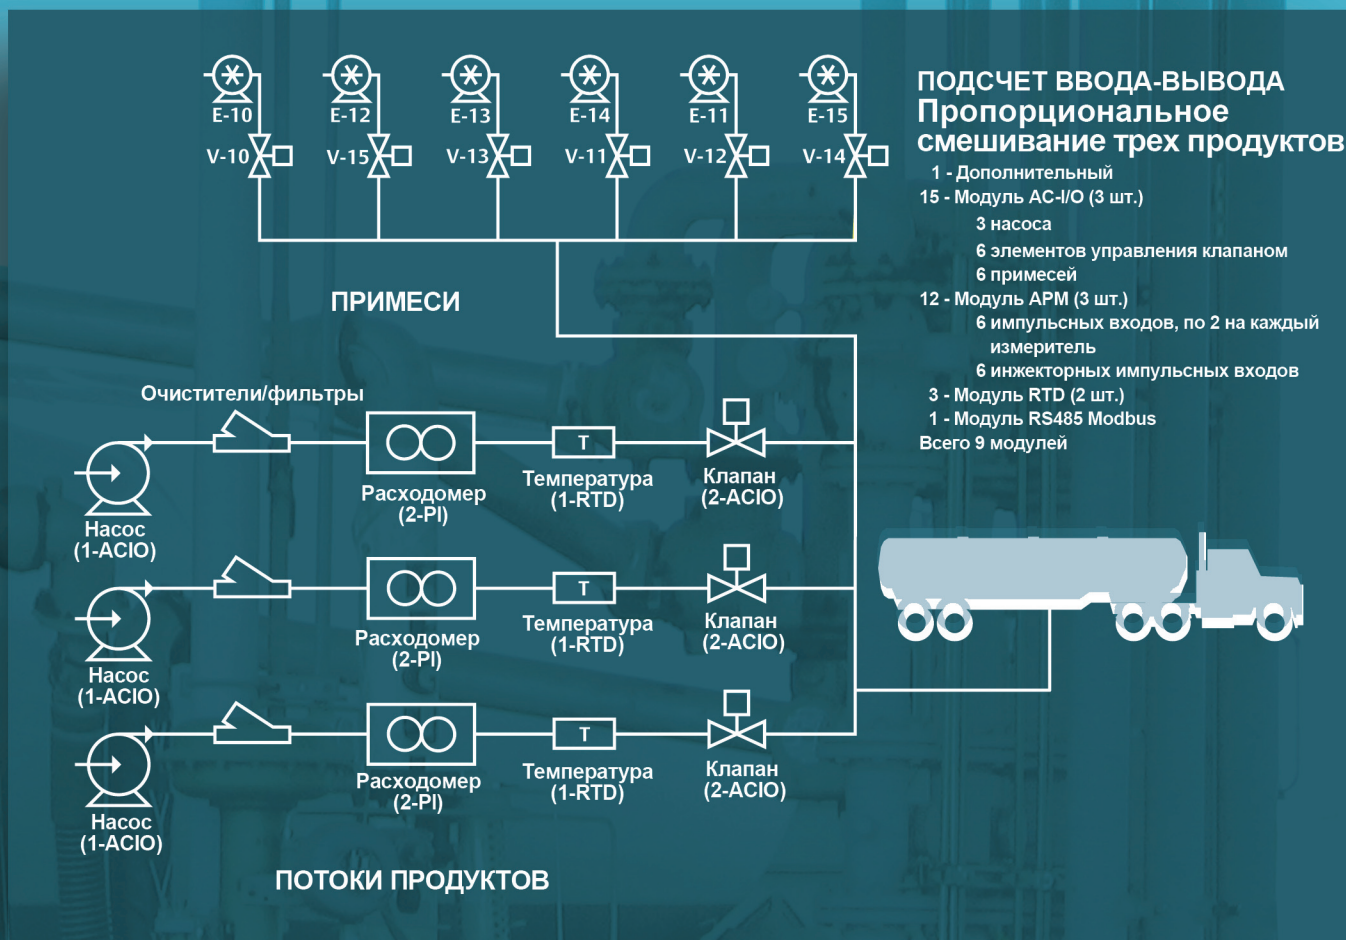 E-10
E-12
E-13
E-14
E-11
E-15
V-10
V-15
V-13
V-11
V-12
V-14
ПРИМЕСИ
ПОДСЧЕТ ВВОДА-ВЫВОДА
Пропорциональное
смешивание трех продуктов
1 - Дополнительный
15 - Модуль AC-I/O (3 шт.)
3 насоса
6 элементов управления клапаном
6 примесей
12 - Модуль APM (3 шт.)
6 импульсных входов, по 2 на каждый
измеритель
6 инжекторных импульсных входов
3 - Модуль RTD (2 шт.)
1 - Модуль RS485 Modbus
Всего 9 модулей
Очистители/фильтры
T
Насос
(1-ACIO)
Расходомер
(2-PI)
Температура
(1-RTD)
Клапан
(2-ACIO)
T
Насос
(1-ACIO)
Расходомер
(2-PI)
Температура
(1-RTD)
Клапан
(2-ACIO)
T
Насос
(1-ACIO)
Расходомер
(2-PI)
Температура
(1-RTD)
Клапан
(2-ACIO)
ПОТОКИ ПРОДУКТОВ